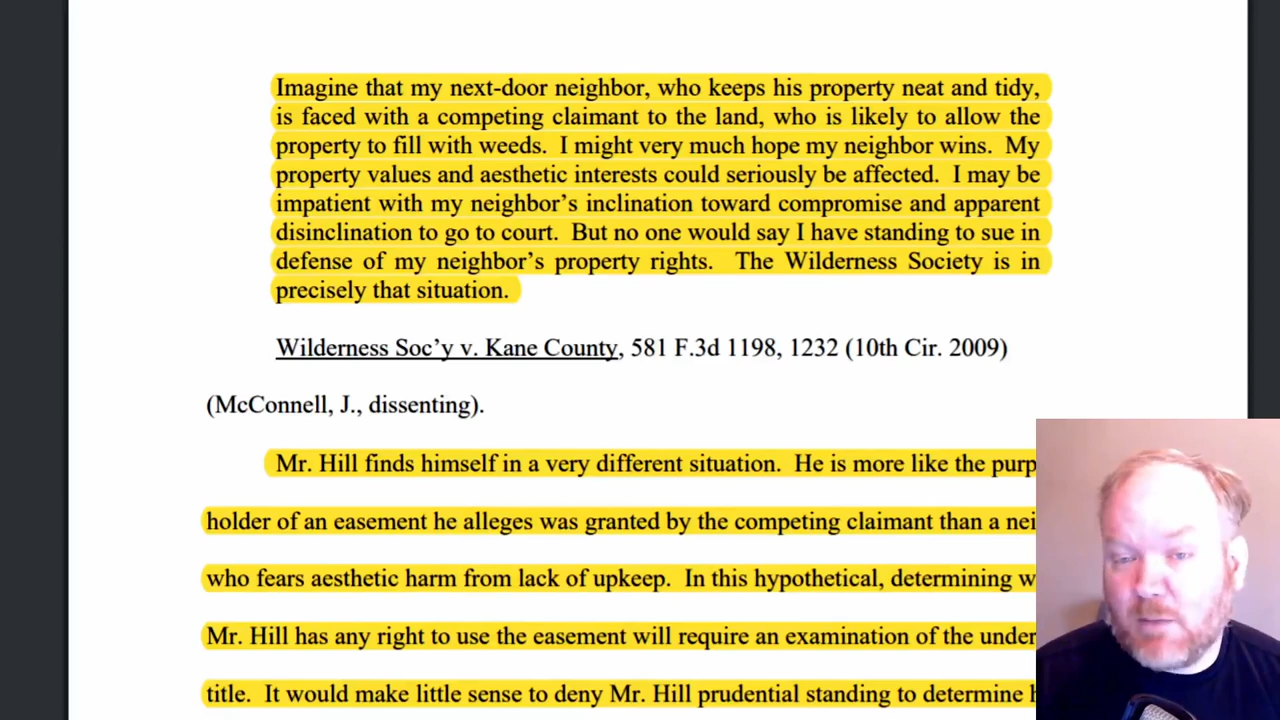 Imagine that my next-door neighbor, who keeps his property neat and tidy,
is faced with a competing claimant to the land, who is likely to allow the
property to fill with weeds. I might very much hope my neighbor wins. My
property values and aesthetic interests could seriously be affected. I may be
impatient with my neighbor’s inclination toward compromise and apparent
disinclination to go to court. But no one would say I have standing to sue in
defense of my neighbor’s property rights. The Wilderness Society is in
precisely that situation.
Wilderness Soc’y v. Kane County, 581 F.3d 1198, 1232 (10th Cir. 2009)
(McConnell, J., dissenting).
Mr. Hill finds himself in a very different situation. He is more like the
holder of an easement he alleges was granted by the competing claimant than a
who fears aesthetic harm from lack of upkeep. In this hypothetical, determining
Mr. Hill has any right to use the easement will require an examination of the
title. It would make little sense to deny Mr. Hill prudential standing to determine